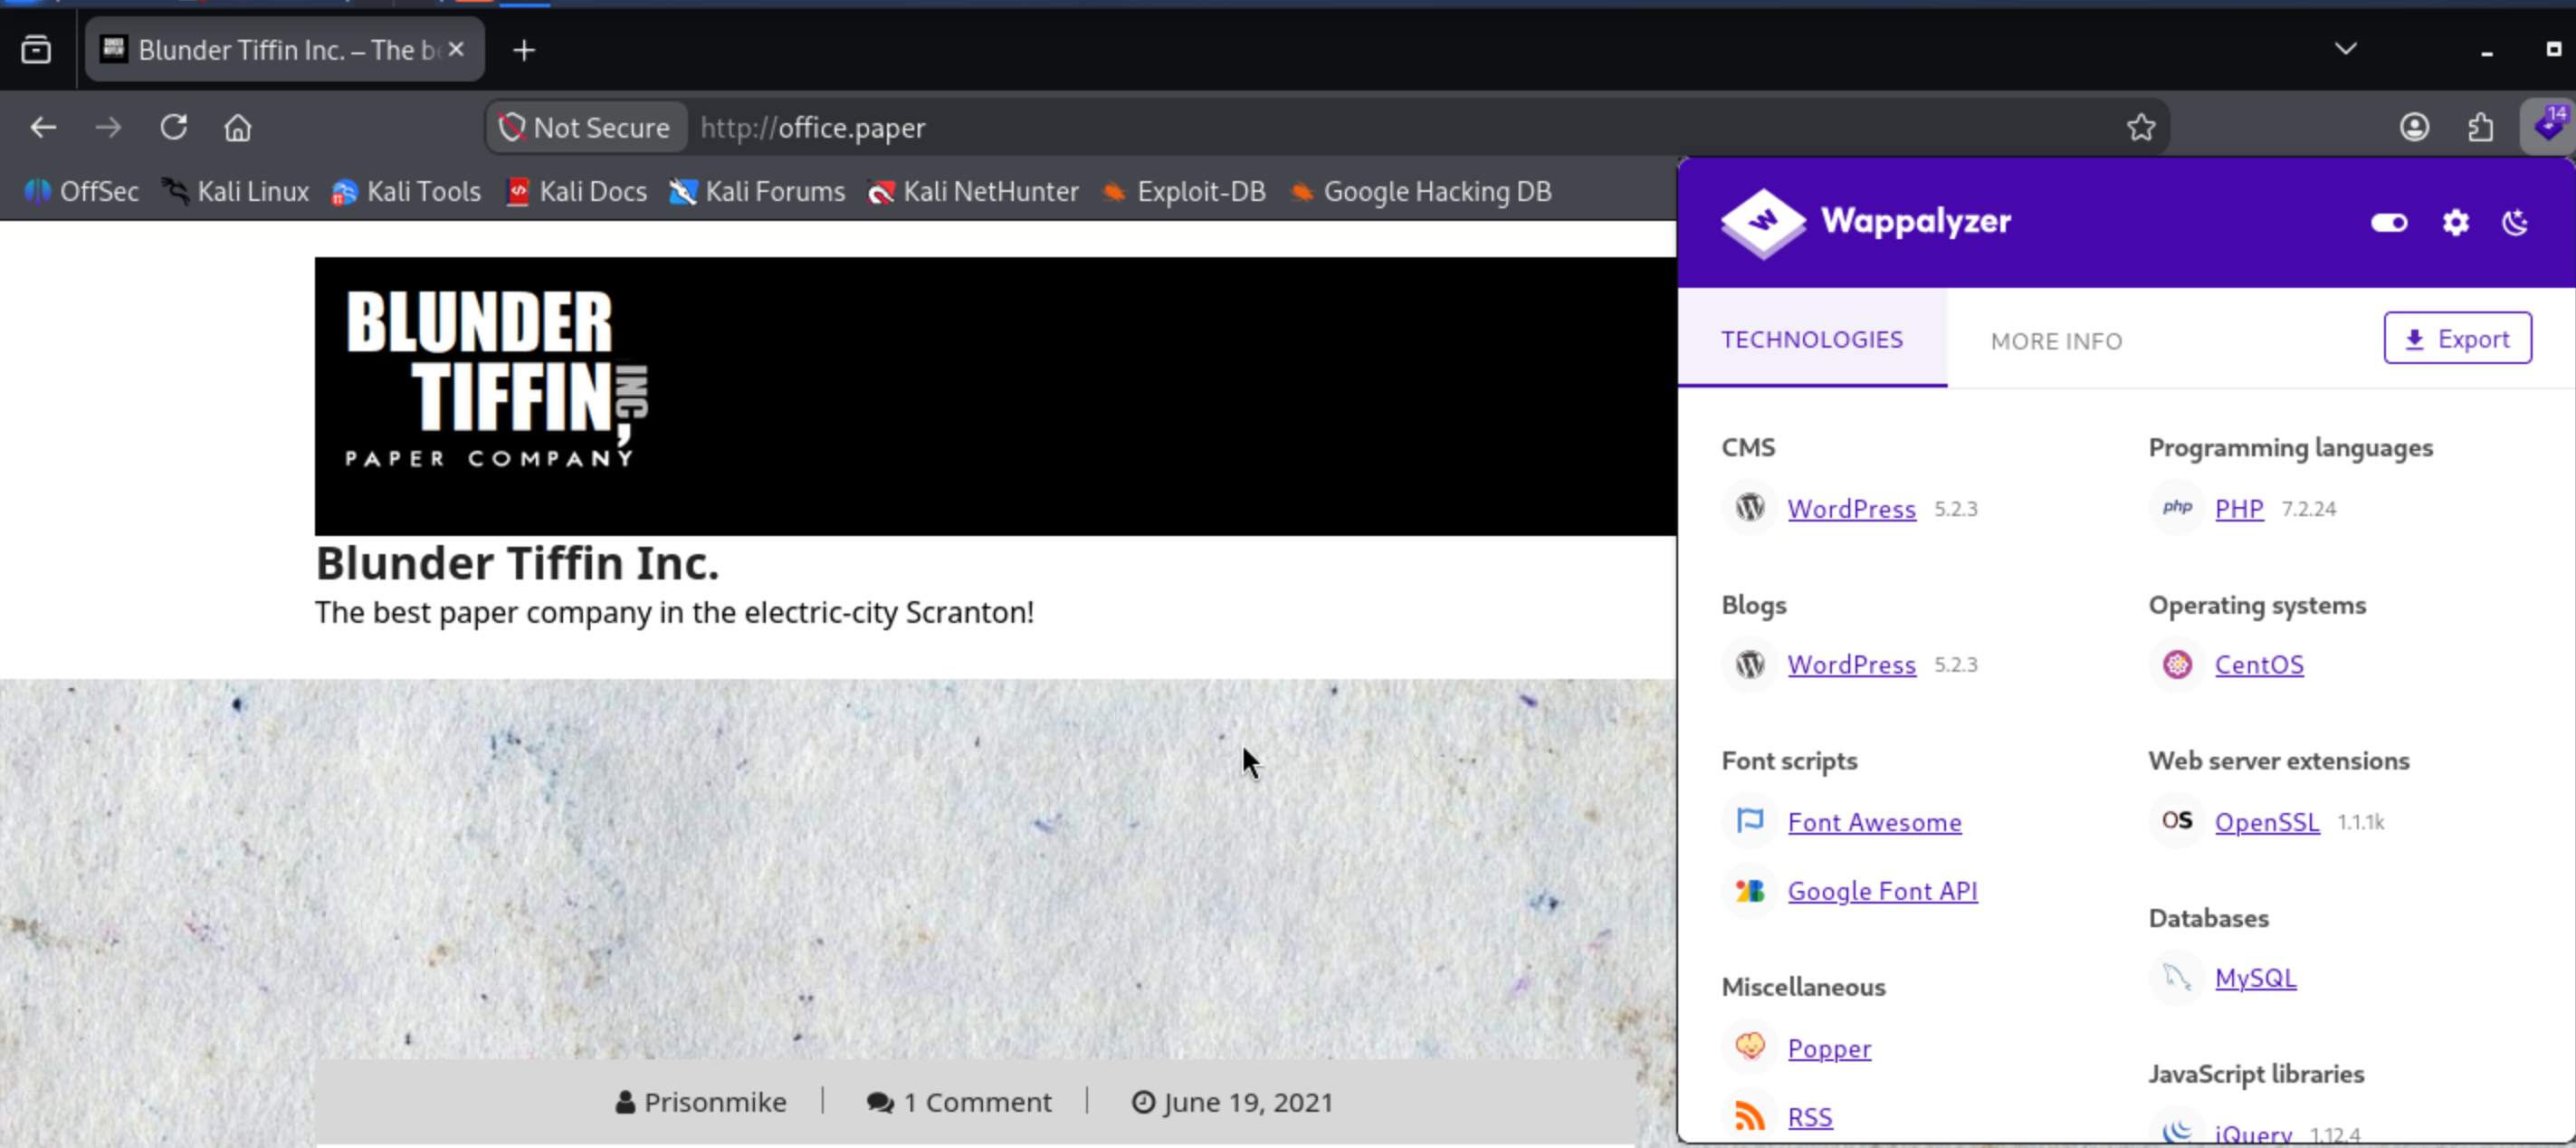 Blunder Tiffin Inc. – The b
Not Secure http://office.paper
14
OffSec Kali Linux Kali Tools Kali Docs Kali Forums Kali NetHunter Exploit-DB Google Hacking DB
BLUNDER
TIFFIN, INC
PAPER COMPANY
Blunder Tiffin Inc.
The best paper company in the electric-city Scranton!
Prisonmike
1 Comment
June 19, 2021
Wappalyzer
TECHNOLOGIES MORE INFO Export
CMS
WordPress 5.2.3
Blogs
WordPress 5.2.3
Font scripts
Font Awesome
Google Font API
Miscellaneous
Popper
RSS
Programming languages
php PHP 7.2.24
Operating systems
CentOS
Web server extensions
OS OpenSSL 1.1.1k
Databases
MySQL
JavaScript libraries
jQuery 1.12.4